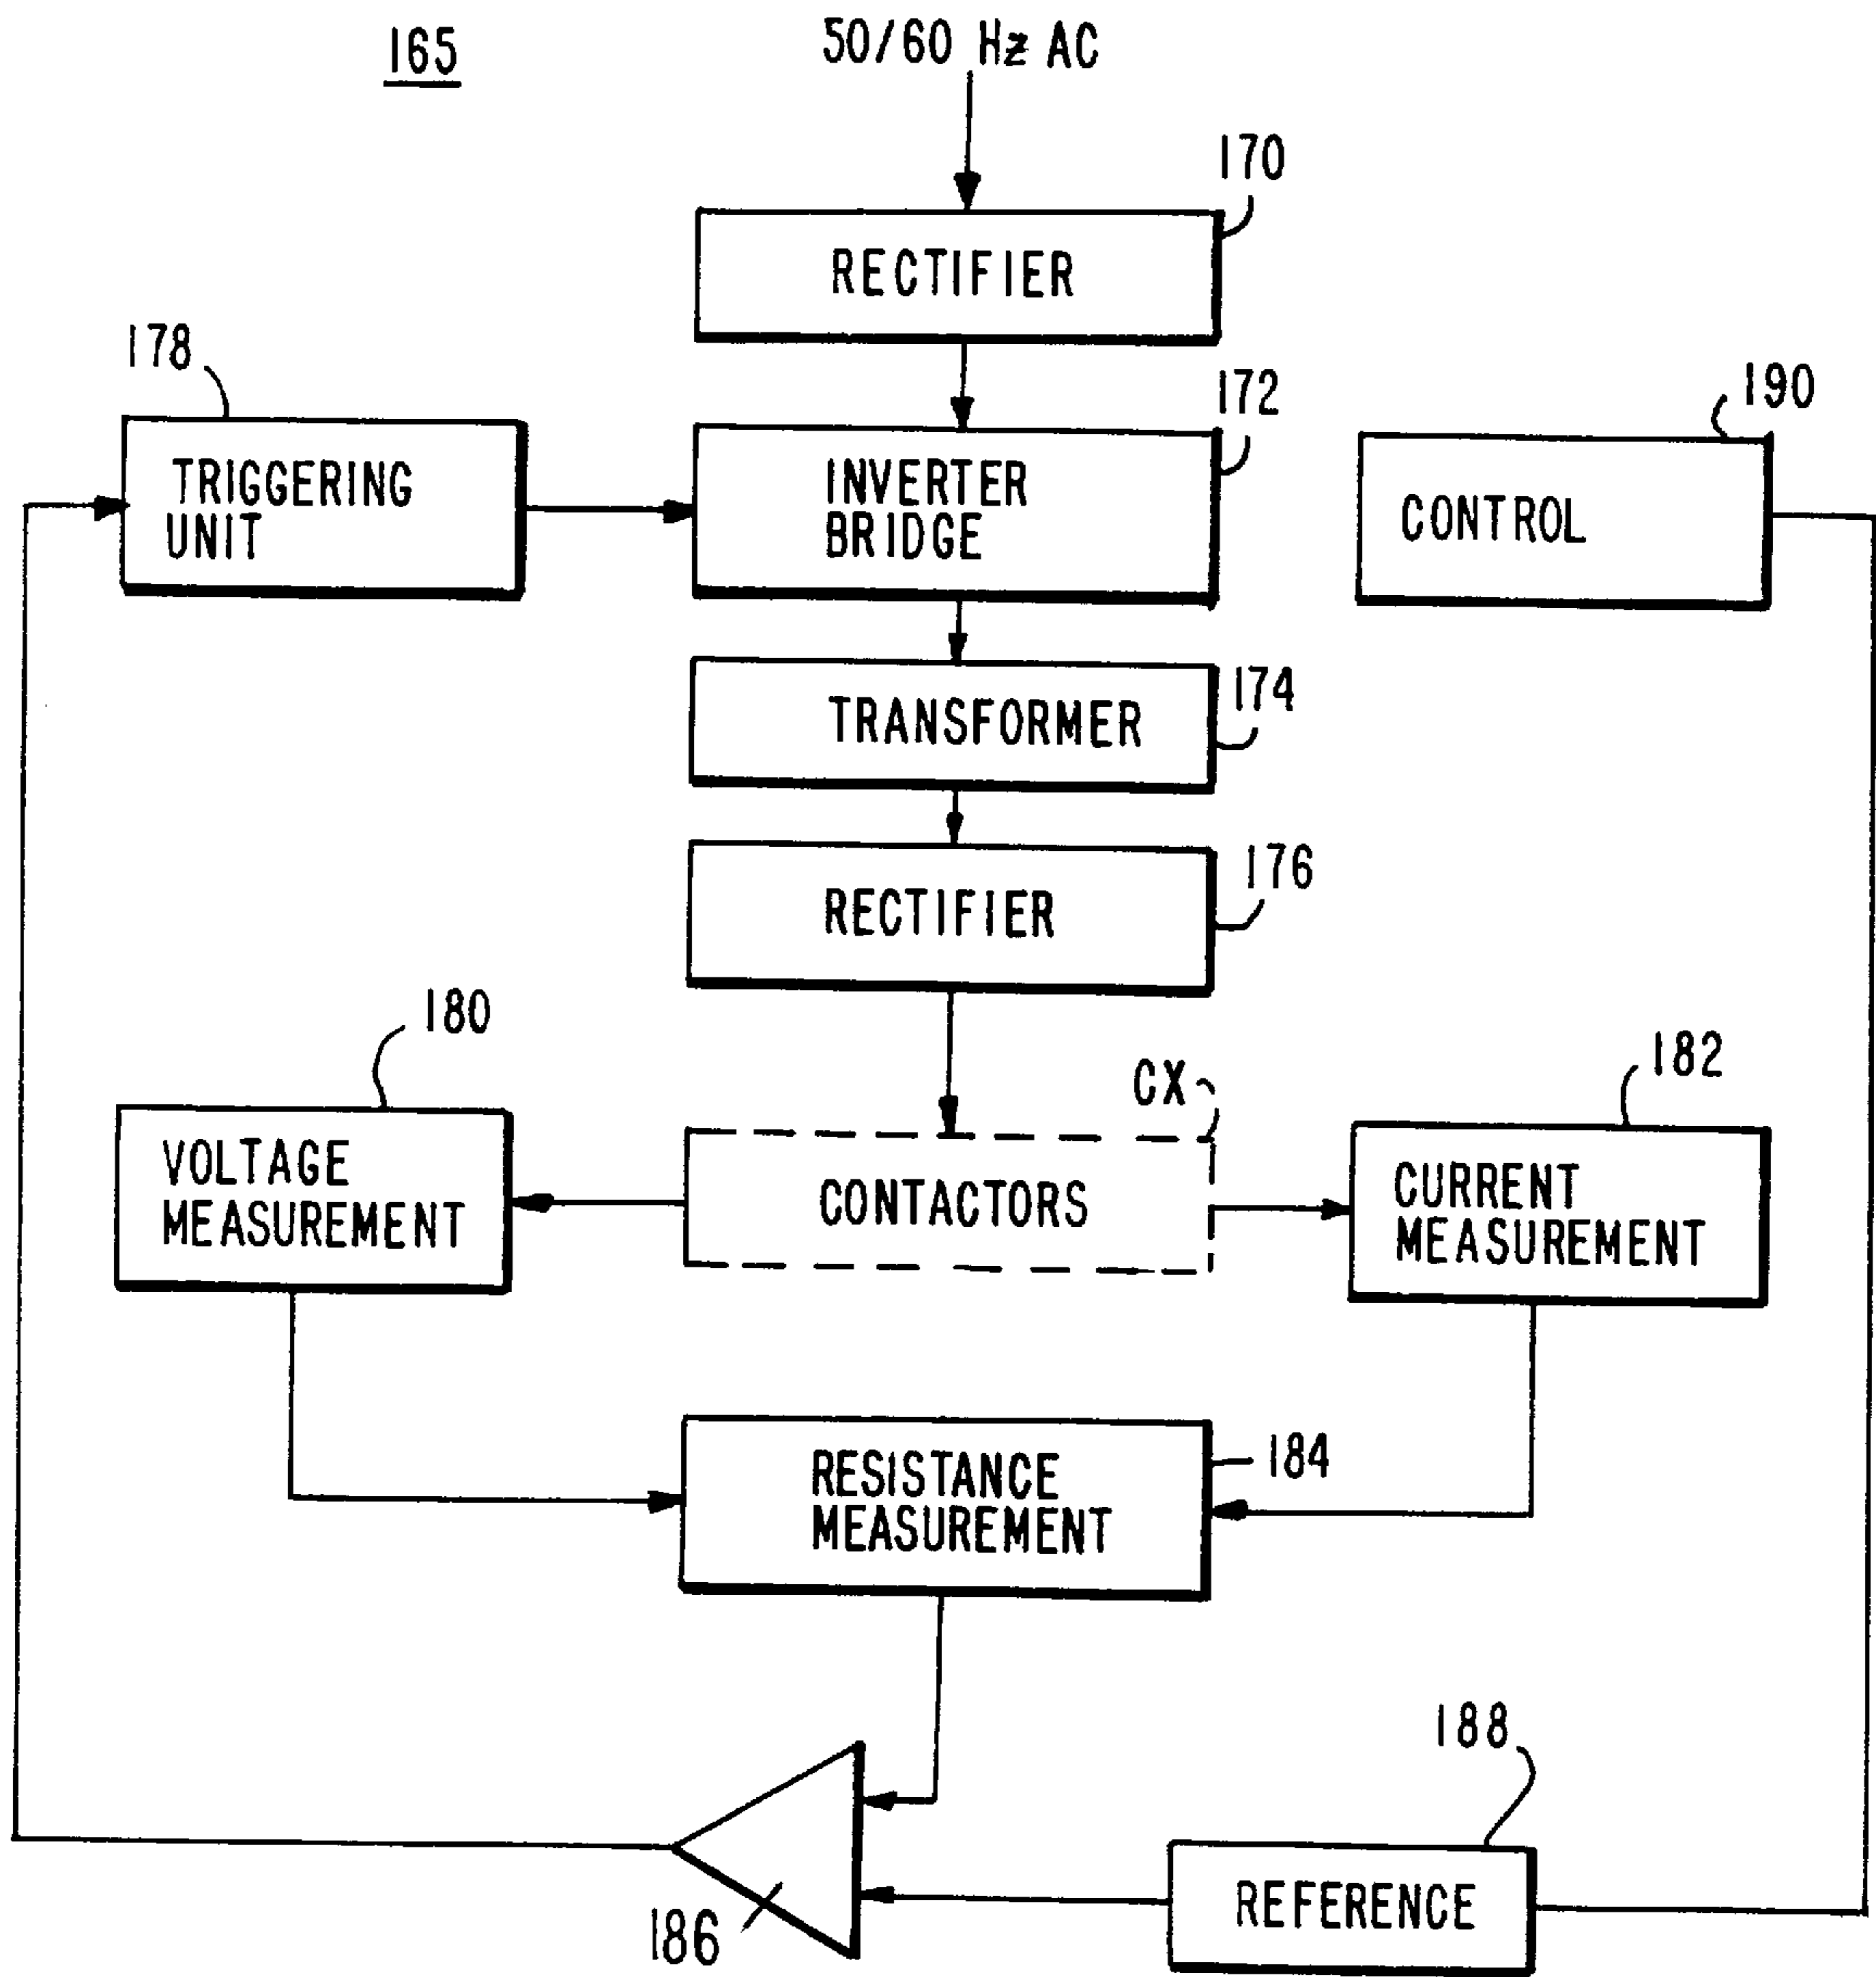 165
50/60 Hz AC
170
RECTIFIER
178
172
190
TRIGGERING
UNIT
INVERTER
BRIDGE
CONTROL
174
TRANSFORMER
176
RECTIFIER
180
CX
182
VOLTAGE
MEASUREMENT
CONTACTORS
CURRENT
MEASUREMENT
RESISTANCE
MEASUREMENT
184
188
186
REFERENCE